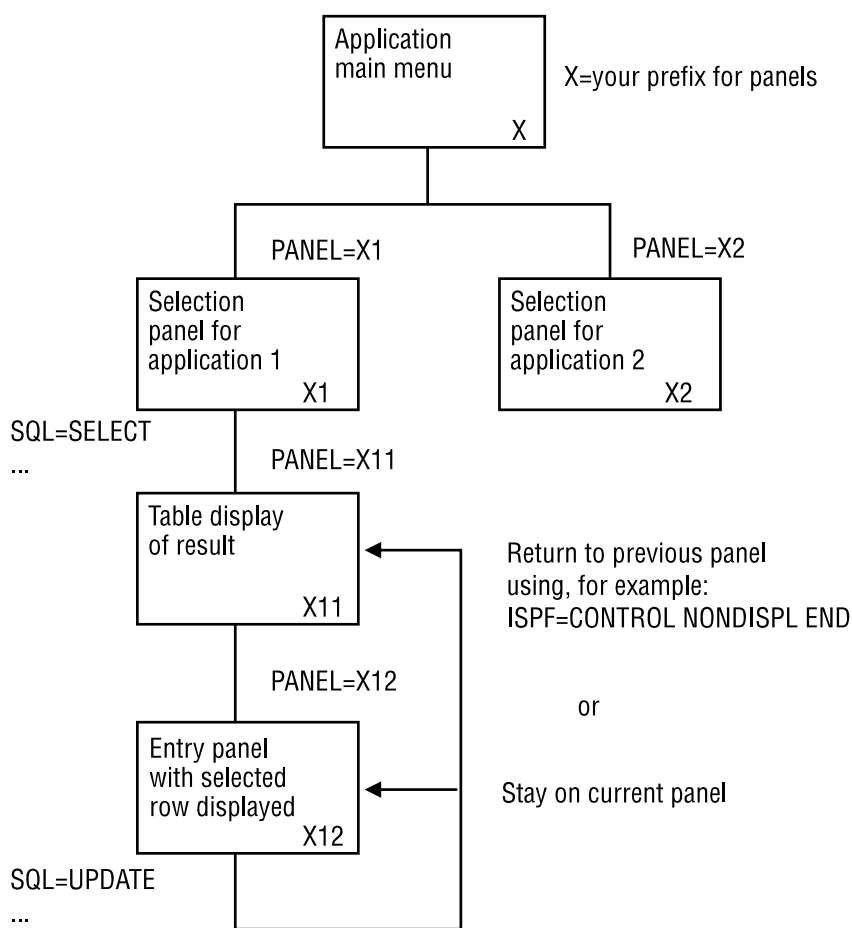 Application
main menu
X
X=your prefix for panels
PANEL=X1
PANEL=X2
Selection
panel for
application 1
X1
Selection
panel for
application 2
X2
SQL=SELECT
...
PANEL=X11
Table display
of result
X11
Return to previous panel
using, for example:
ISPF=CONTROL NONDISPL END
PANEL=X12
or
Entry panel
with selected
row displayed
X12
Stay on current panel
SQL=UPDATE
...